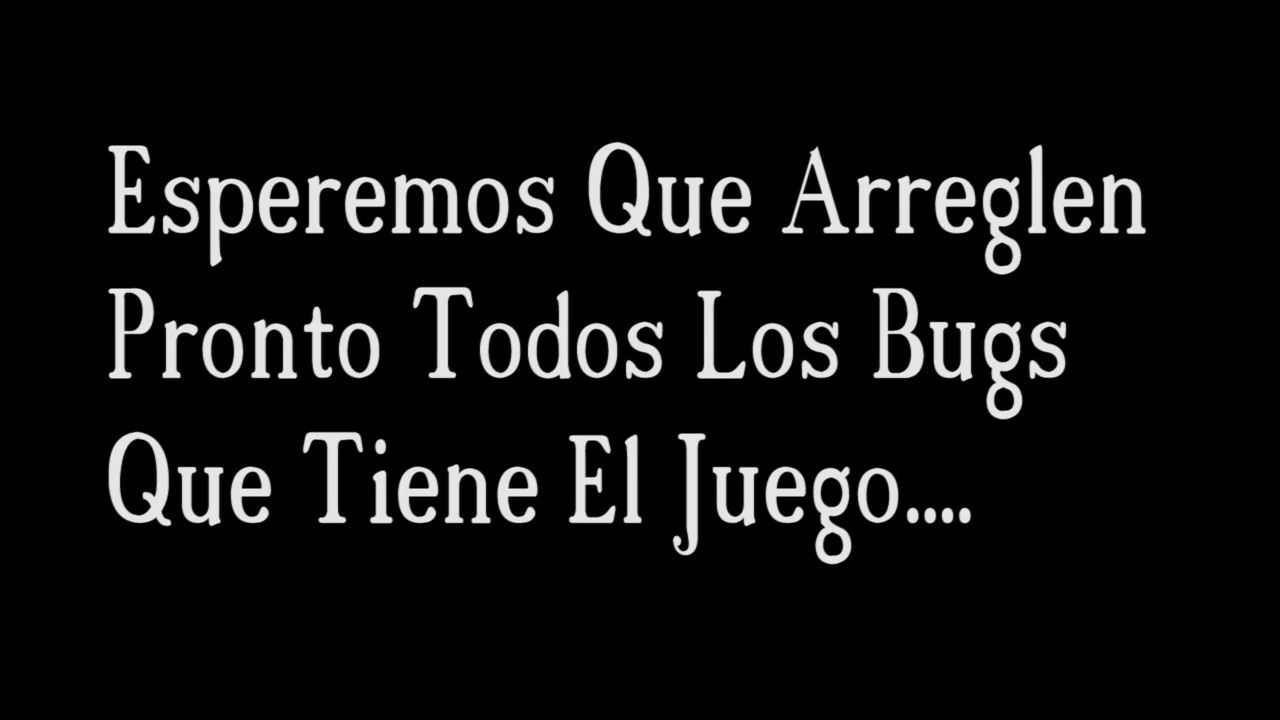 Esperemos Que Arreglen
Pronto Todos Los Bugs
Que Tiene El Juego....